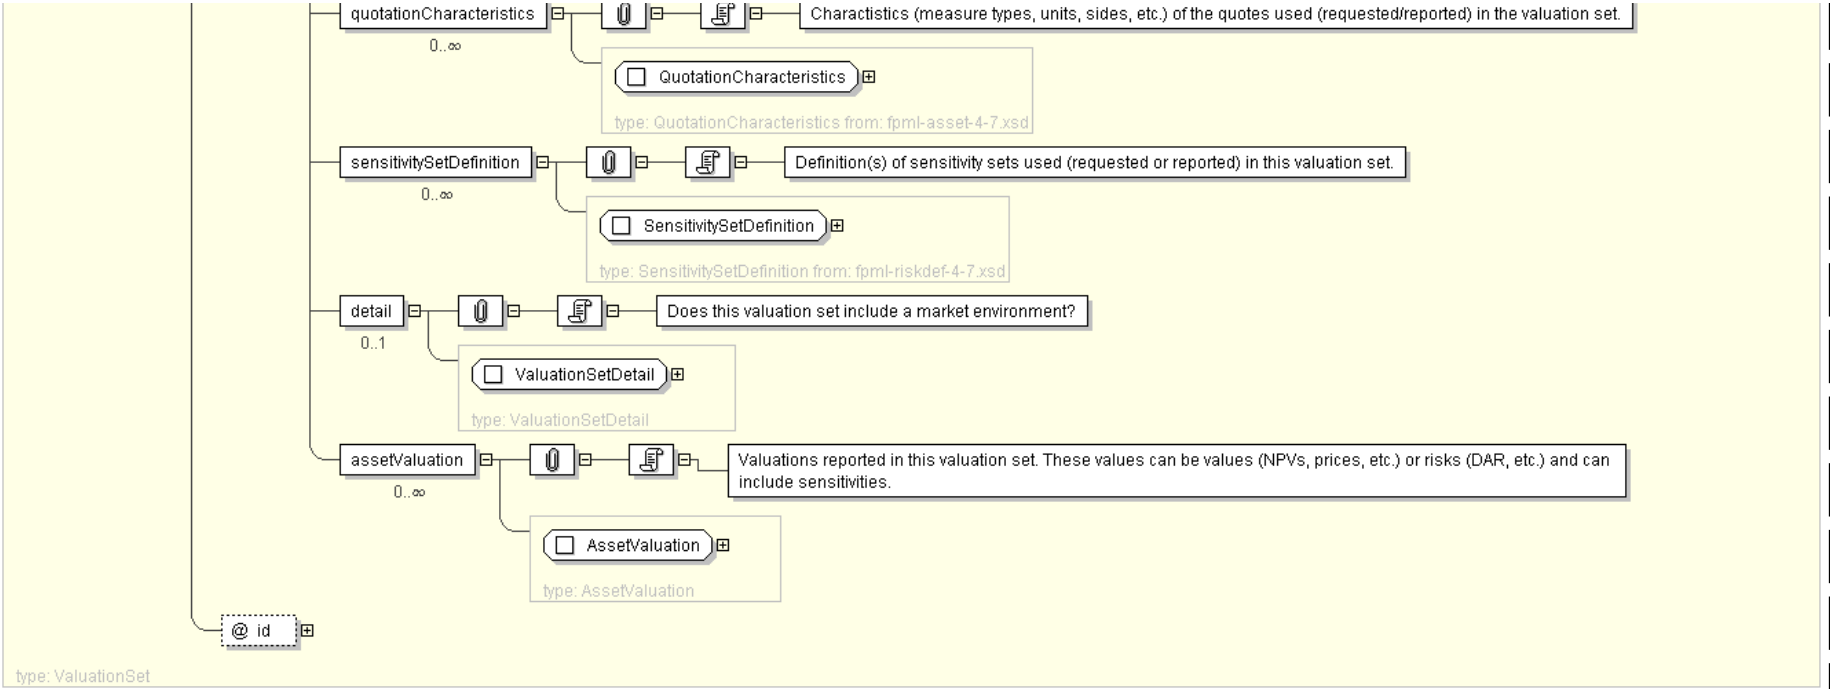 quotationCharacteristics
Charactistics (measure types, units, sides, etc.) of the quotes used (requested/reported) in the valuation set.
0..∞
QuotationCharacteristics
type: QuotationCharacteristics from: fpml-asset-4-7.xsd
sensitivitySetDefinition
Definition(s) of sensitivity sets used (requested or reported) in this valuation set.
0..∞
SensitivitySetDefinition
type: SensitivitySetDefinition from: fpml-riskdef-4-7.xsd
detail
Does this valuation set include a market environment?
0..1
ValuationSetDetail
type: ValuationSetDetail
assetValuation
Valuations reported in this valuation set. These values can be values (NPVs, prices, etc.) or risks (DAR, etc.) and can
include sensitivities.
0..∞
AssetValuation
type: AssetValuation
@ id
type: ValuationSet